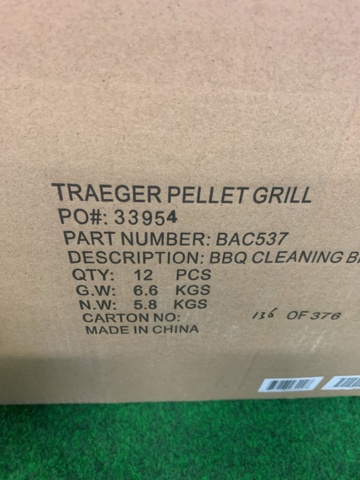 TRAEGER PELLET GRILL
PO#: 33954
PART NUMBER: BAC537
DESCRIPTION: BBQ CLEANING
QTY: 12 PCS
G.W: 6.6 KGS
N.W: 5.8 KGS
CARTON NO: 136 OF 376
MADE IN CHINA